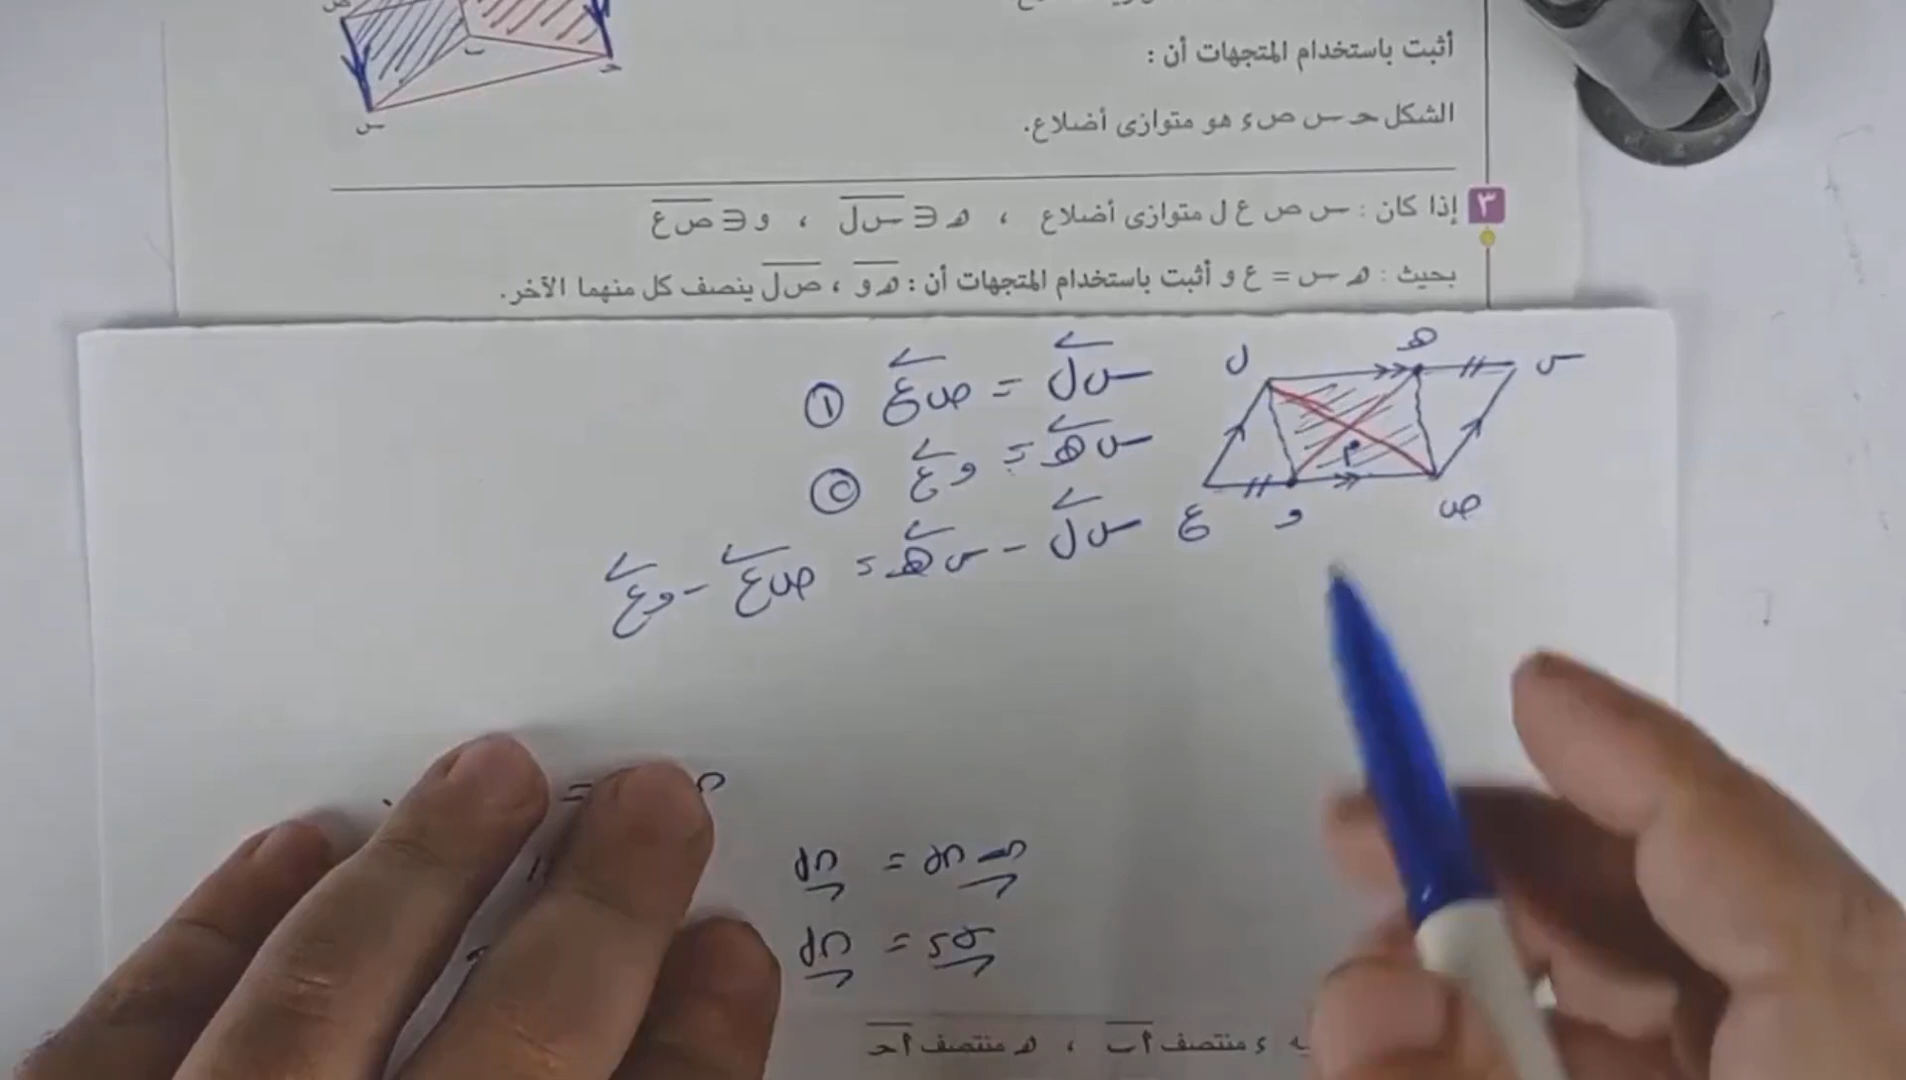 أثبت باستخدام المتجهات أن :
الشكل حـ س ص ء هو متوازى أضلاع.
٣ إذا كان : س ص ع ل متوازى أضلاع ، هـ ∈ س ل ، و ∈ ص ع
بحيث : هـ س = ع و أثبت باستخدام المتجهات أن : هـ و ، ص ل ينصف كل منهما الآخر.
س ل = ص ع ①
س هـ = و ع ②
س ل - س هـ = ص ع - و ع
س
هـ
ل
م
ص
و
ع
ص
ب
حـ
س
ء منتصف أ ب ، هـ منتصف أ حـ